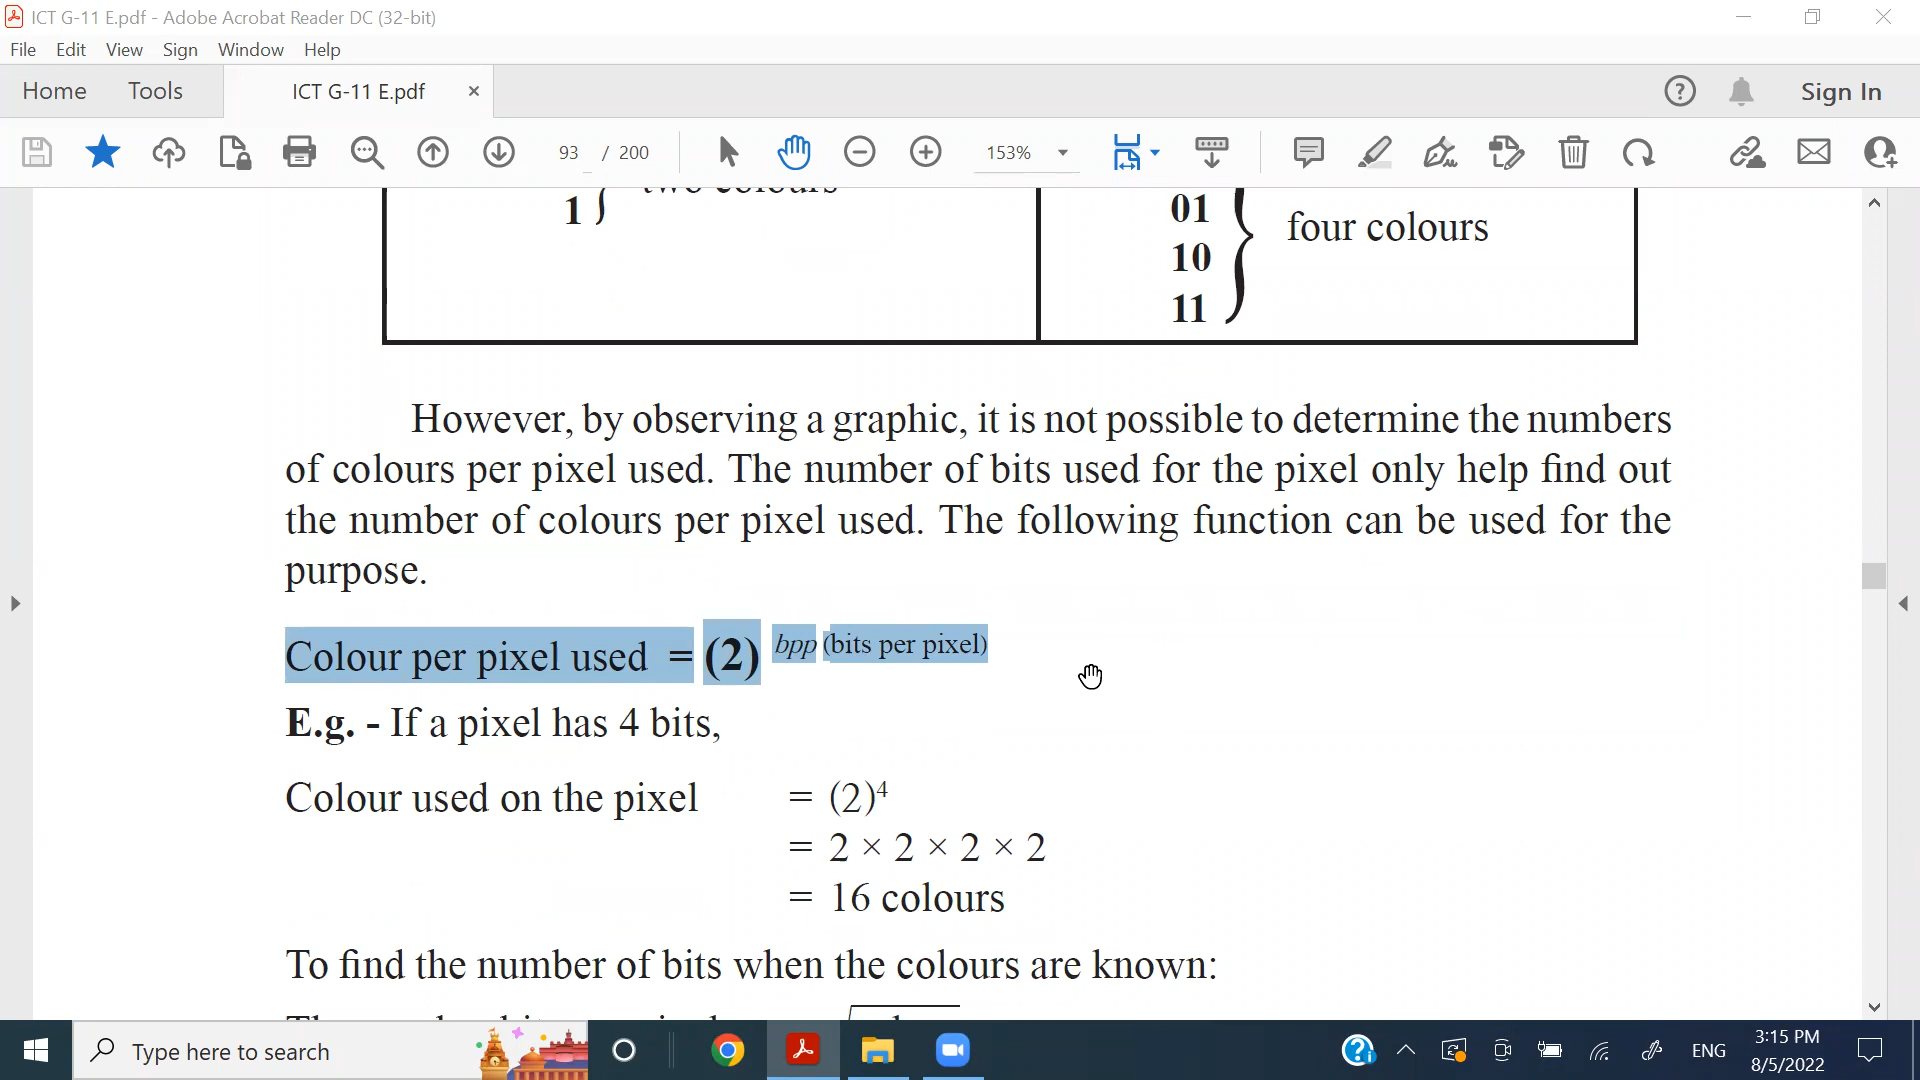 ICT G-11 E.pdf - Adobe Acrobat Reader DC (32-bit)
File Edit View Sign Window Help
Home Tools ICT G-11 E.pdf × Sign In
93 / 200 153%
1 two colours
01
10 four colours
11
However, by observing a graphic, it is not possible to determine the numbers
of colours per pixel used. The number of bits used for the pixel only help find out
the number of colours per pixel used. The following function can be used for the
purpose.
Colour per pixel used = (2) bpp (bits per pixel)
E.g. - If a pixel has 4 bits,
Colour used on the pixel = (2)⁴
= 2 × 2 × 2 × 2
= 16 colours
To find the number of bits when the colours are known:
Type here to search
ENG
3:15 PM
8/5/2022